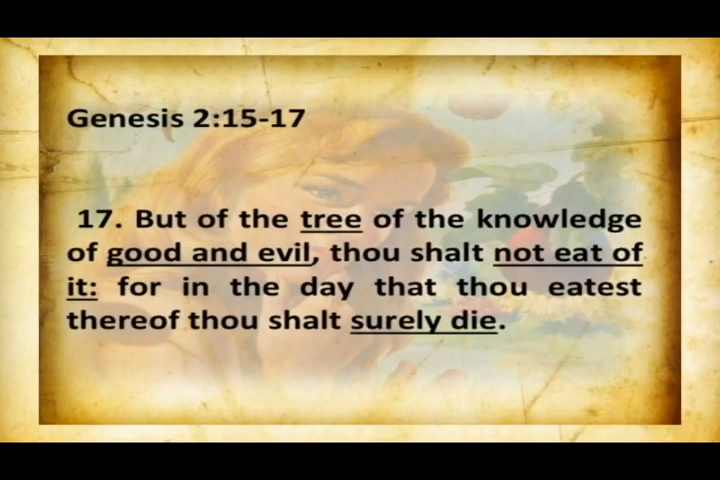 Genesis 2:15-17
17. But of the tree of the knowledge
of good and evil, thou shalt not eat of
it: for in the day that thou eatest
thereof thou shalt surely die.